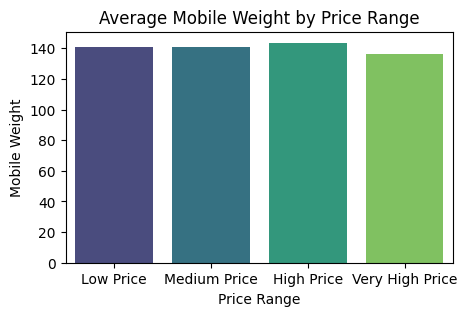 Average Mobile Weight by Price Range
Mobile Weight
140
120
100
80
60
40
20
0
Low Price
Medium Price
High Price
Very High Price
Price Range